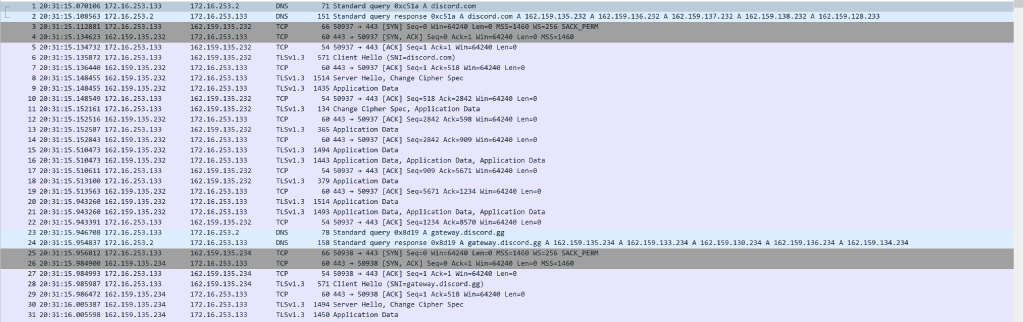 1 20:31:15.070106 172.16.253.133 172.16.253.2 DNS 71 Standard query 0xc51a A discord.com
2 20:31:15.108563 172.16.253.2 172.16.253.133 DNS 151 Standard query response 0xc51a A discord.com A 162.159.135.232 A 162.159.136.232 A 162.159.137.232 A 162.159.138.232 A 162.159.128.233
3 20:31:15.112881 172.16.253.133 162.159.135.232 TCP 66 50937 → 443 [SYN] Seq=0 Win=64240 Len=0 MSS=1460 WS=256 SACK_PERM
4 20:31:15.134623 162.159.135.232 172.16.253.133 TCP 60 443 → 50937 [SYN, ACK] Seq=0 Ack=1 Win=64240 Len=0 MSS=1460
5 20:31:15.134732 172.16.253.133 162.159.135.232 TCP 54 50937 → 443 [ACK] Seq=1 Ack=1 Win=64240 Len=0
6 20:31:15.135872 172.16.253.133 162.159.135.232 TLSv1.3 571 Client Hello (SNI=discord.com)
7 20:31:15.136440 162.159.135.232 172.16.253.133 TCP 60 443 → 50937 [ACK] Seq=1 Ack=518 Win=64240 Len=0
8 20:31:15.148455 162.159.135.232 172.16.253.133 TLSv1.3 1514 Server Hello, Change Cipher Spec
9 20:31:15.148455 162.159.135.232 172.16.253.133 TLSv1.3 1435 Application Data
10 20:31:15.148549 172.16.253.133 162.159.135.232 TCP 54 50937 → 443 [ACK] Seq=518 Ack=2842 Win=64240 Len=0
11 20:31:15.152161 172.16.253.133 162.159.135.232 TLSv1.3 134 Change Cipher Spec, Application Data
12 20:31:15.152516 162.159.135.232 172.16.253.133 TCP 60 443 → 50937 [ACK] Seq=2842 Ack=598 Win=64240 Len=0
13 20:31:15.152587 172.16.253.133 162.159.135.232 TLSv1.3 365 Application Data
14 20:31:15.152843 162.159.135.232 172.16.253.133 TCP 60 443 → 50937 [ACK] Seq=2842 Ack=909 Win=64240 Len=0
15 20:31:15.510473 162.159.135.232 172.16.253.133 TLSv1.3 1494 Application Data
16 20:31:15.510473 162.159.135.232 172.16.253.133 TLSv1.3 1443 Application Data, Application Data, Application Data
17 20:31:15.510611 172.16.253.133 162.159.135.232 TCP 54 50937 → 443 [ACK] Seq=909 Ack=5671 Win=64240 Len=0
18 20:31:15.513100 172.16.253.133 162.159.135.232 TLSv1.3 379 Application Data
19 20:31:15.513563 162.159.135.232 172.16.253.133 TCP 60 443 → 50937 [ACK] Seq=5671 Ack=1234 Win=64240 Len=0
20 20:31:15.943260 162.159.135.232 172.16.253.133 TLSv1.3 1514 Application Data
21 20:31:15.943260 162.159.135.232 172.16.253.133 TLSv1.3 1493 Application Data, Application Data, Application Data
22 20:31:15.943391 172.16.253.133 162.159.135.232 TCP 54 50937 → 443 [ACK] Seq=1234 Ack=8570 Win=64240 Len=0
23 20:31:15.946708 172.16.253.133 172.16.253.2 DNS 78 Standard query 0x8d19 A gateway.discord.gg
24 20:31:15.954837 172.16.253.2 172.16.253.133 DNS 158 Standard query response 0x8d19 A gateway.discord.gg A 162.159.135.234 A 162.159.133.234 A 162.159.130.234 A 162.159.136.234 A 162.159.134.234
25 20:31:15.956812 172.16.253.133 162.159.135.234 TCP 66 50938 → 443 [SYN] Seq=0 Win=64240 Len=0 MSS=1460 WS=256 SACK_PERM
26 20:31:15.984900 162.159.135.234 172.16.253.133 TCP 60 443 → 50938 [SYN, ACK] Seq=0 Ack=1 Win=64240 Len=0 MSS=1460
27 20:31:15.984993 172.16.253.133 162.159.135.234 TCP 54 50938 → 443 [ACK] Seq=1 Ack=1 Win=64240 Len=0
28 20:31:15.985987 172.16.253.133 162.159.135.234 TLSv1.3 571 Client Hello (SNI=gateway.discord.gg)
29 20:31:15.986472 162.159.135.234 172.16.253.133 TCP 60 443 → 50938 [ACK] Seq=1 Ack=518 Win=64240 Len=0
30 20:31:16.005387 162.159.135.234 172.16.253.133 TLSv1.3 1494 Server Hello, Change Cipher Spec
31 20:31:16.005598 162.159.135.234 172.16.253.133 TLSv1.3 1450 Application Data